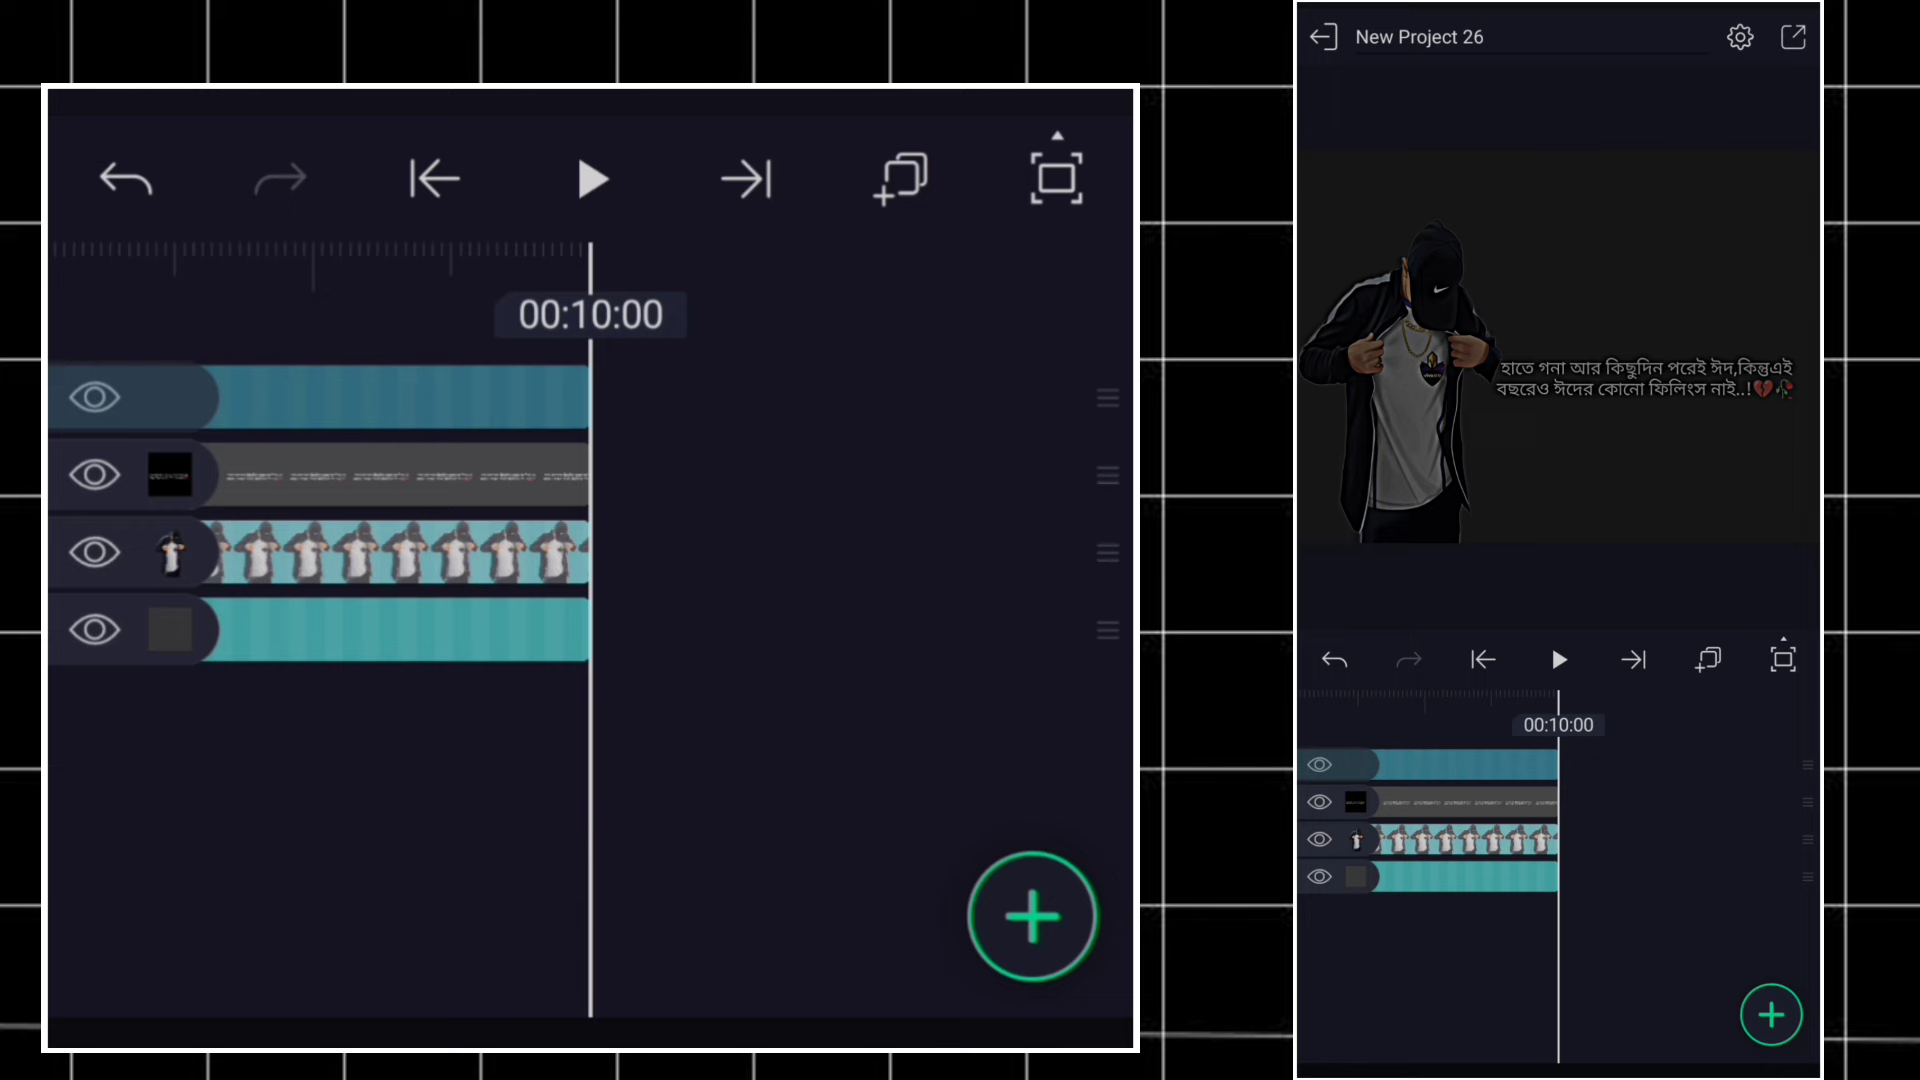 00:10:00
New Project 26
হাতে গনা আর কিছুদিন পরেই ঈদ,কিন্তুএই
বছরেও ঈদের কোনো ফিলিংস নাই..!💔🥀
00:10:00